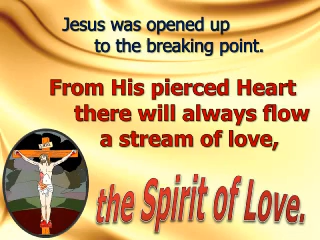 Jesus was opened up
to the breaking point.
From His pierced Heart
there will always flow
a stream of love,
the Spirit of Love.